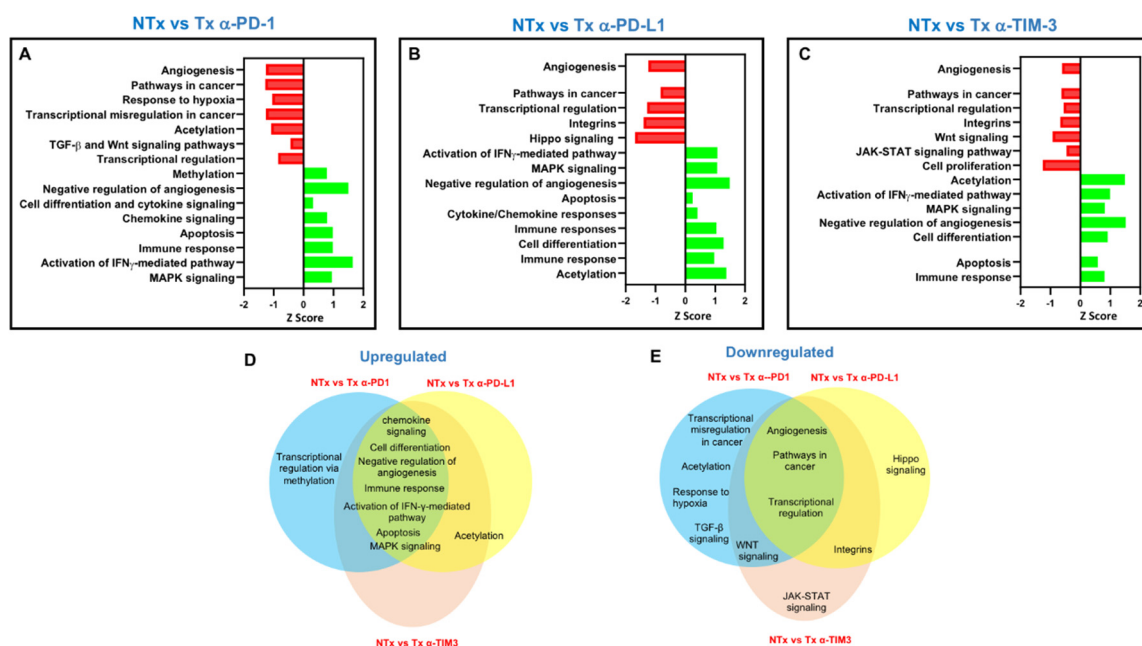 NTx vs Tx α-PD-1
NTx vs Tx α-PD-L1
NTx vs Tx α-TIM-3
A
Angiogenesis
Pathways in cancer
Response to hypoxia
Transcriptional misregulation in cancer
Acetylation
TGF-β and Wnt signaling pathways
Transcriptional regulation
Methylation
Negative regulation of angiogenesis
Cell diffrentiation and cytokine signaling
Chemokine signaling
Apoptosis
Immune response
Activation of IFNγ-mediated pathway
MAPK signaling
-2 -1 0 1 2
Z Score
B
Angiogenesis
Pathways in cancer
Transcriptional regulation
Integrins
Hippo signaling
Activation of IFNγ-mediated pathway
MAPK signaling
Negative regulation of angiogenesis
Apoptosis
Cytokine/Chemokine responses
Immune responses
Cell differentiation
Immune response
Acetylation
-2 -1 0 1 2
Z Score
C
Angiogenesis
Pathways in cancer
Transcriptional regulation
Integrins
Wnt signaling
JAK-STAT signaling pathway
Cell proliferation
Acetylation
Activation of IFNγ-mediated pathway
MAPK signaling
Negative regulation of angiogenesis
Cell differentiation
Apoptosis
Immune response
-2 -1 0 1 2
Z Score
D
Upregulated
NTx vs Tx α-PD1
NTx vs Tx α-PD-L1
chemokine
signaling
Cell differentiation
Negative regulation of
angiogenesis
Immune response
Activation of IFN-γ-mediated
pathway
Apoptosis
MAPK signaling
Transcriptional
regulation via
methylation
Acetylation
NTx vs Tx α-TIM3
E
Downregulated
NTx vs Tx α--PD1
NTx vs Tx α-PD-L1
Transcriptional
misregulation
in cancer
Acetylation
Response to
hypoxia
TGF-β
signaling
WNT
signaling
Angiogenesis
Pathways in
cancer
Transcriptional
regulation
Hippo
signaling
Integrins
JAK-STAT
signaling
NTx vs Tx α-TIM3